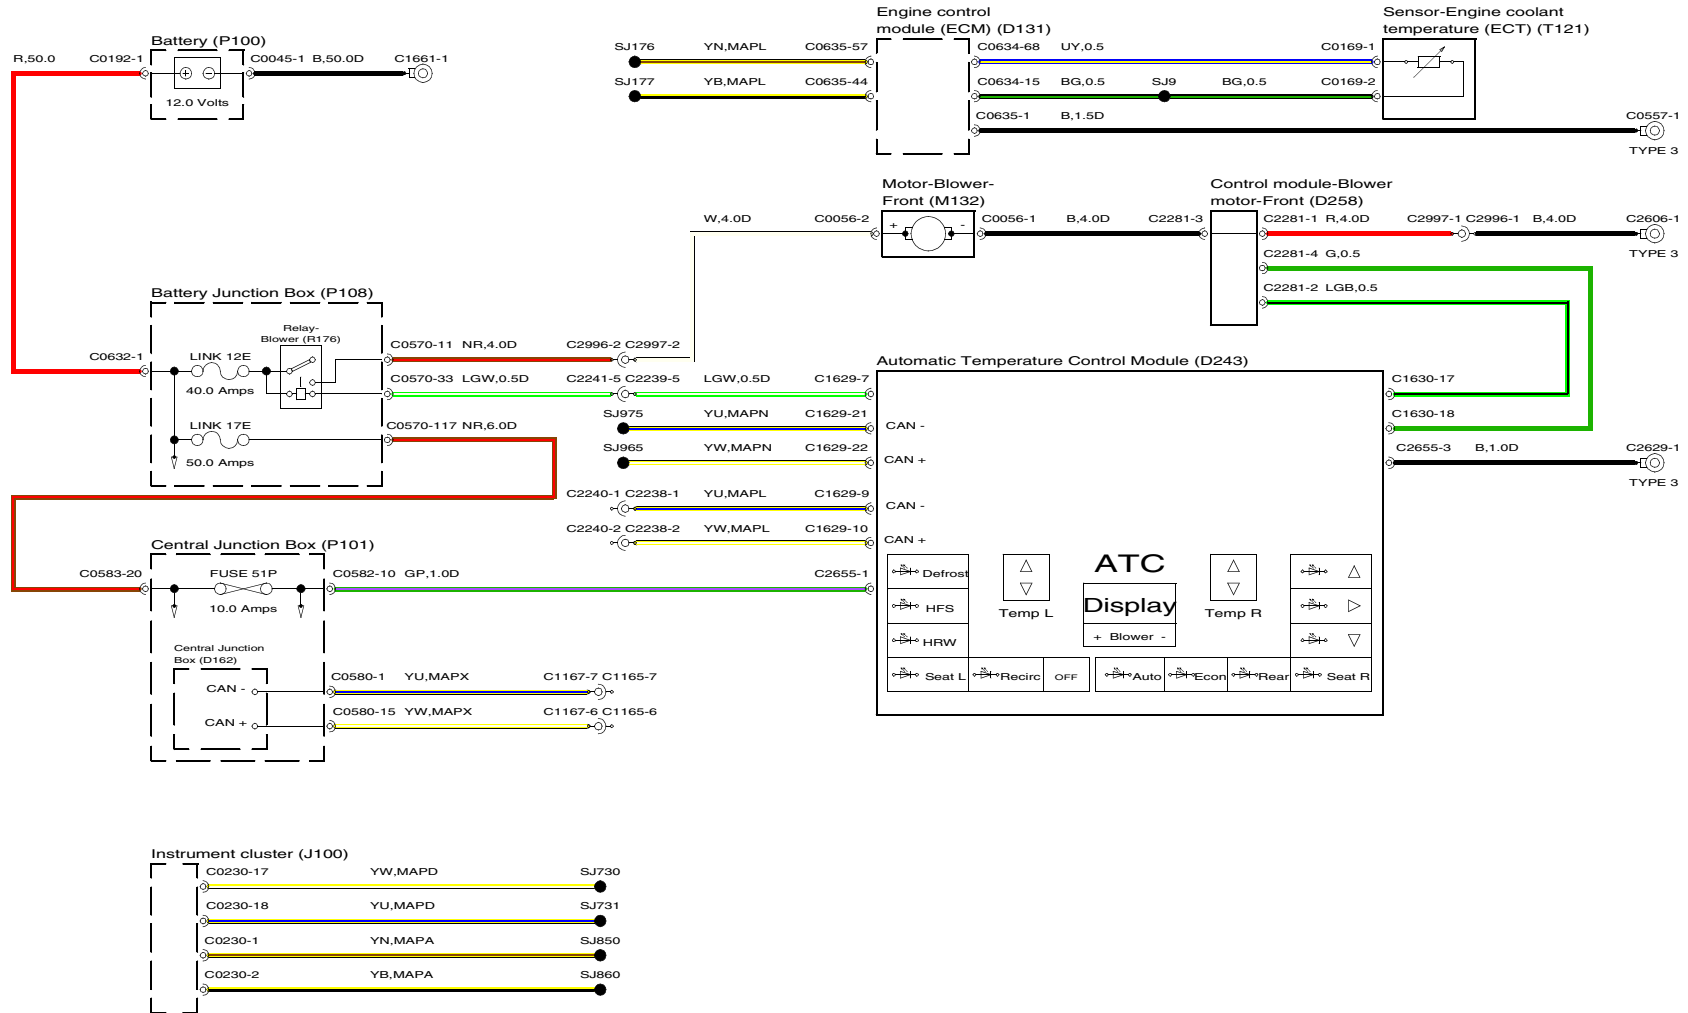 Engine control
module (ECM) (D131)
Sensor-Engine coolant
temperature (ECT) (T121)
Battery (P100)
R,50.0
C0192-1
C0045-1 B,50.0D
C1661-1
+ -
12.0 Volts
SJ176
YN,MAPL
C0635-57
C0634-68
UY,0.5
C0169-1
SJ177
YB,MAPL
C0635-44
C0634-15
BG,0.5
SJ9
BG,0.5
C0169-2
C0635-1
B,1.5D
C0557-1
TYPE 3
Motor-Blower-
Front (M132)
Control module-Blower
motor-Front (D258)
W,4.0D
C0056-2
+ -
C0056-1
B,4.0D
C2281-3
C2281-1 R,4.0D
C2997-1 C2996-1
B,4.0D
C2606-1
TYPE 3
C2281-4 G,0.5
C2281-2 LGB,0.5
Battery Junction Box (P108)
Relay-
Blower (R176)
C0632-1
LINK 12E
40.0 Amps
C0570-11 NR,4.0D
C2996-2 C2997-2
C0570-33 LGW,0.5D
C2241-5 C2239-5
LGW,0.5D
C1629-7
LINK 17E
50.0 Amps
C0570-117 NR,6.0D
Automatic Temperature Control Module (D243)
C1630-17
C1630-18
SJ975
YU,MAPN
C1629-21
CAN -
SJ965
YW,MAPN
C1629-22
CAN +
C2655-3
B,1.0D
C2629-1
TYPE 3
C2240-1 C2238-1
YU,MAPL
C1629-9
CAN -
C2240-2 C2238-2
YW,MAPL
C1629-10
CAN +
Central Junction Box (P101)
C0583-20
FUSE 51P
10.0 Amps
C0582-10 GP,1.0D
C2655-1
Defrost
HFS
HRW
Temp L
ATC
Display
+ Blower -
Temp R
Seat L
Recirc
OFF
Auto
Econ
Rear
Seat R
Central Junction
Box (D162)
CAN -
C0580-1
YU,MAPX
C1167-7 C1165-7
CAN +
C0580-15 YW,MAPX
C1167-6 C1165-6
Instrument cluster (J100)
C0230-17
YW,MAPD
SJ730
C0230-18
YU,MAPD
SJ731
C0230-1
YN,MAPA
SJ850
C0230-2
YB,MAPA
SJ860